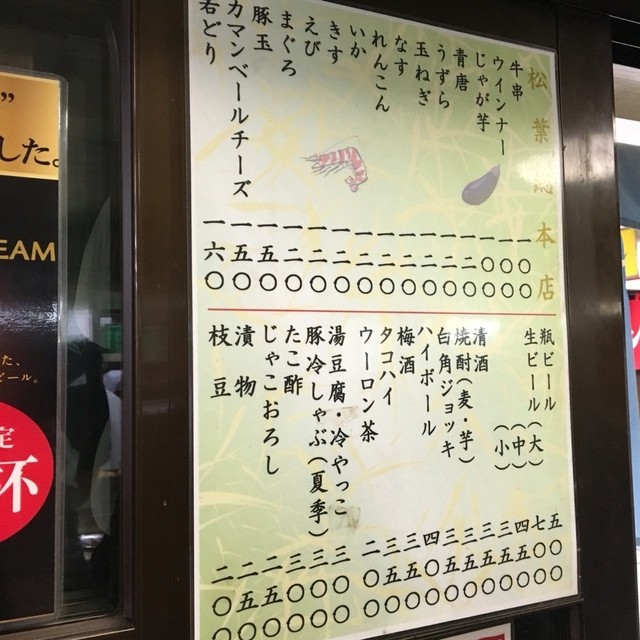 松葉総本店
牛串 一〇〇
ウインナー 一〇〇
じゃが芋 一〇〇
青唐 一二〇
うずら 一二〇
玉ねぎ 一二〇
なす 一二〇
れんこん 一二〇
いか 一二〇
きす 一二〇
えび 一二〇
まぐろ 一二〇
豚玉 一五〇
カマンベールチーズ 一五〇
若どり 一六〇
瓶ビール 五〇〇
生ビール(大) 七〇〇
(中) 四五〇
(小) 三五〇
清酒 三五〇
焼酎(麦・芋) 三五〇
白角ジョッキ 三五〇
ハイボール 四〇〇
梅酒 三五〇
タコハイ 三五〇
ウーロン茶 二〇〇
湯豆腐・冷やっこ 三〇〇
豚冷しゃぶ(夏季) 三〇〇
たこ酢 三〇〇
じゃこおろし 二五〇
漬物 二五〇
枝豆 二〇〇
した。
EAM
た、
ビール。
定
杯